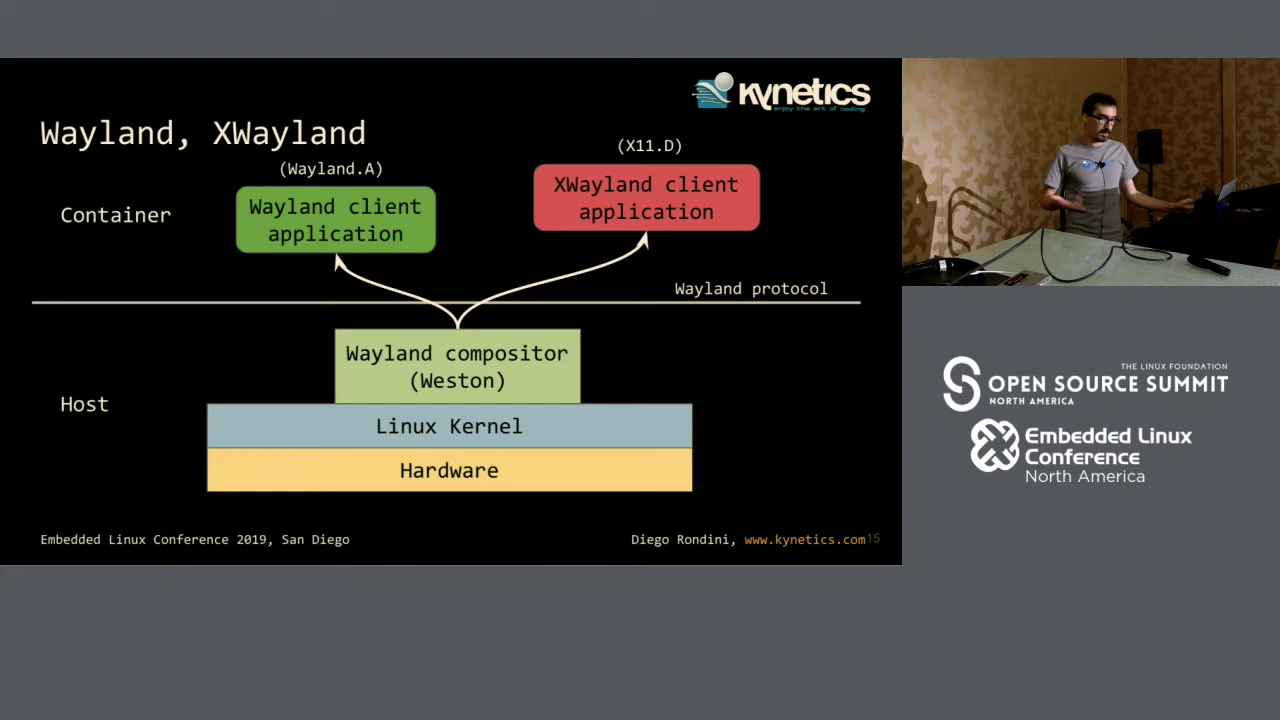 kynetics
enjoy the art of coding
Wayland, XWayland
(Wayland.A)
(X11.D)
Container
Wayland client
application
XWayland client
application
Wayland protocol
Host
Wayland compositor
(Weston)
Linux Kernel
Hardware
Embedded Linux Conference 2019, San Diego
Diego Rondini, www.kynetics.com 15
THE LINUX FOUNDATION
OPEN SOURCE SUMMIT
NORTH AMERICA
Embedded Linux
Conference
North America